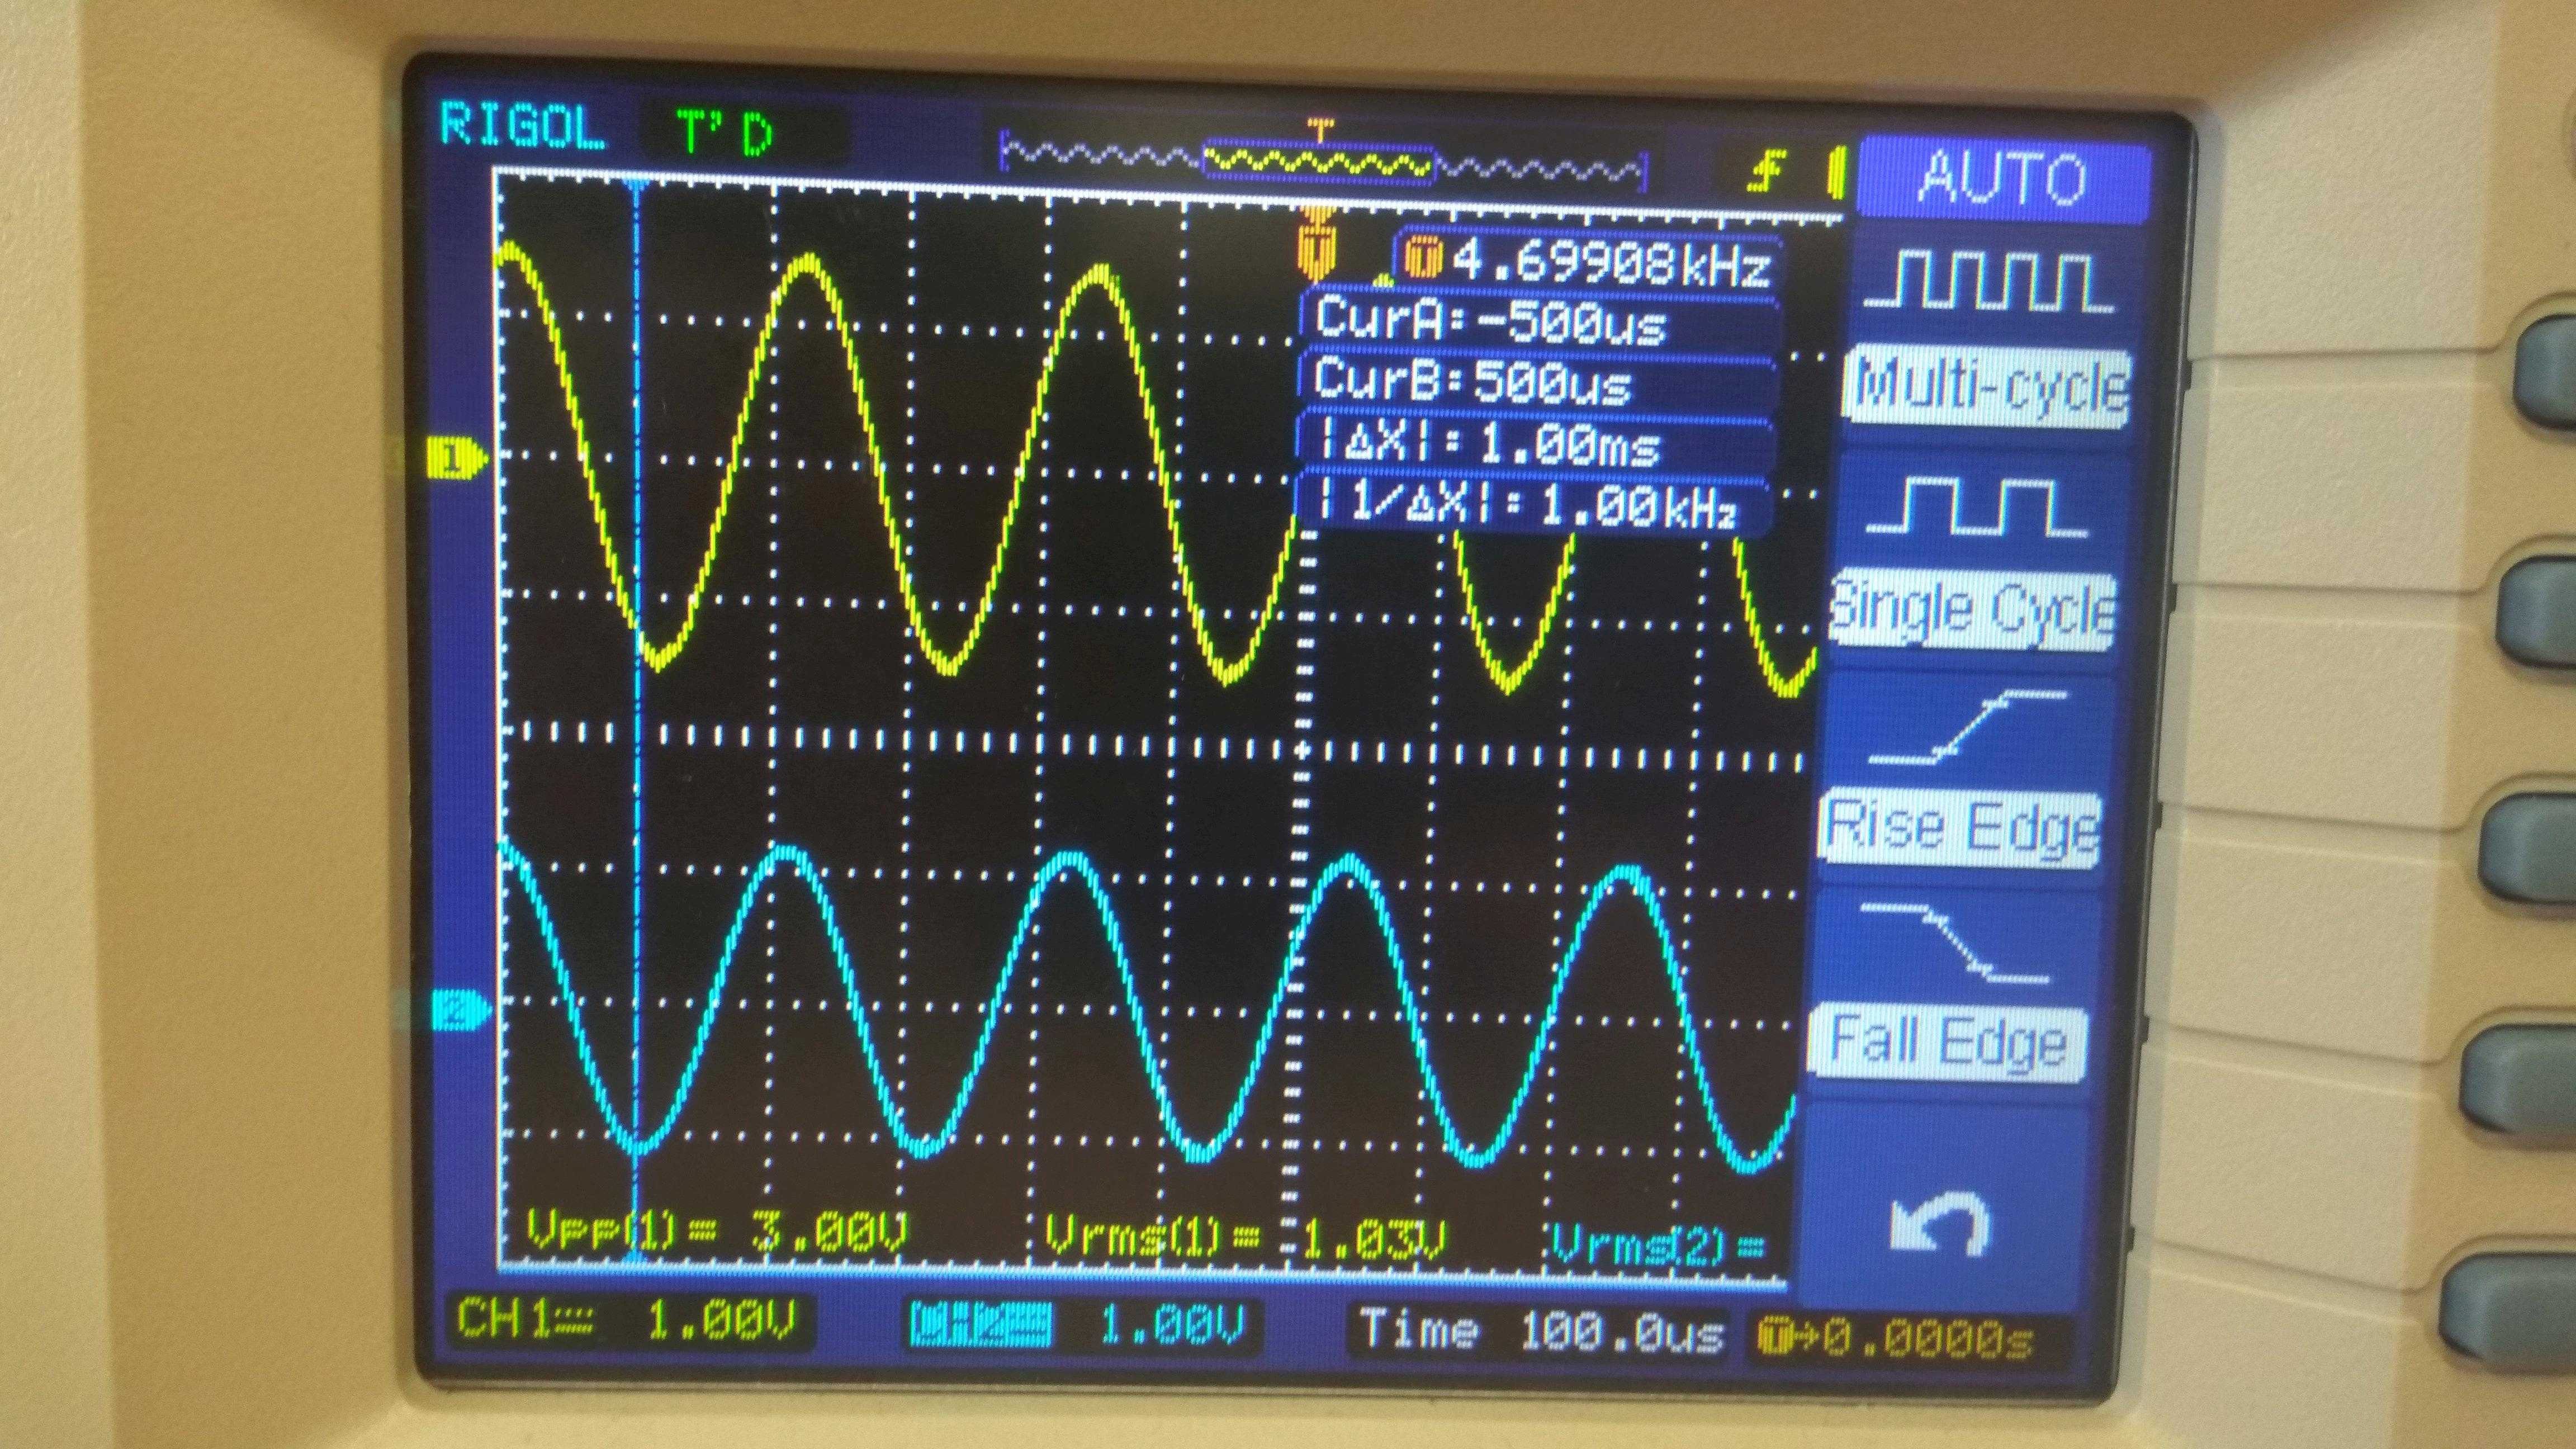 RIGOL T'D T
AUTO
T 4.69908kHz
CurA:-500us
CurB:500us
|ΔX|: 1.00ms
|1/ΔX|: 1.00kHz
Multi-cycle
Single Cycle
Rise Edge
Fall Edge
1
2
Vpp(1)= 3.00V Vrms(1)= 1.03V Vrms(2)=
CH1 1.00V CH2 1.00V Time 100.0us T→0.0000s